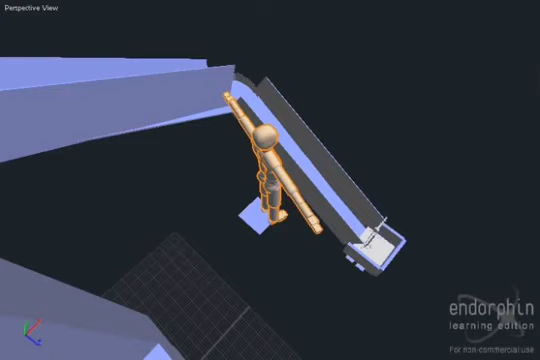 Perspective View
endorphin
learning edition
For non-commercial use